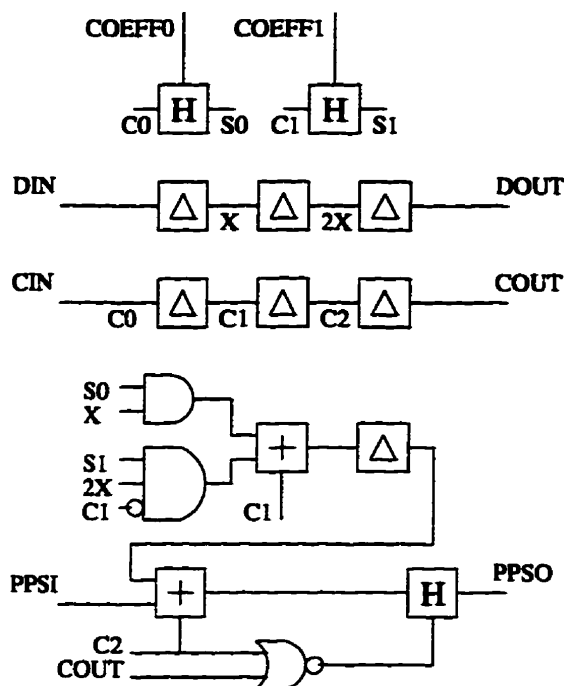 COEFF0 COEFF1
H H
C0 S0 C1 S1
DIN DOUT
Δ Δ Δ
X 2X
CIN COUT
Δ Δ Δ
C0 C1 C2
S0
X
S1
2X
C1
+ Δ
C1
PPSI + H PPSO
C2
COUT